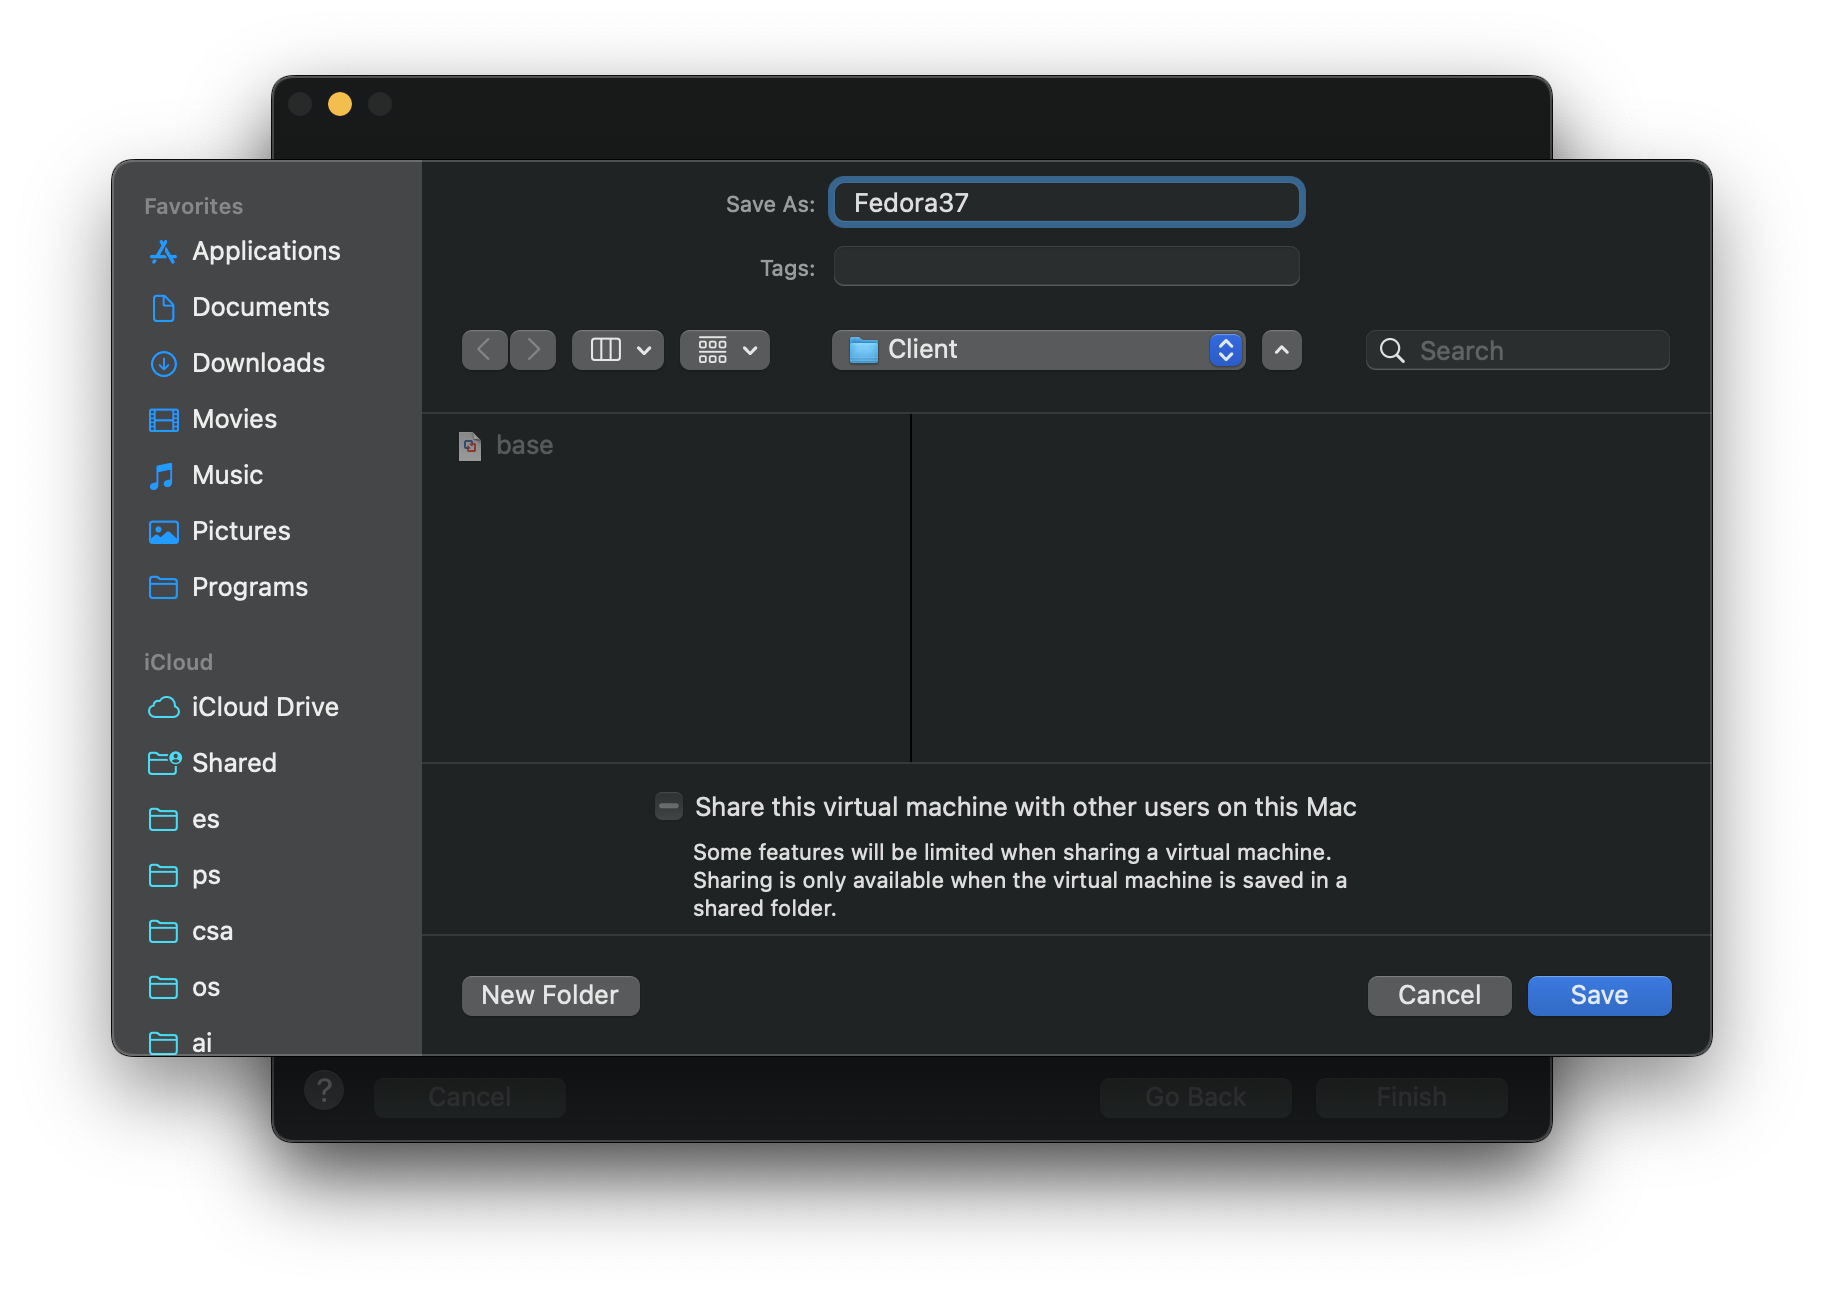 Favorites
Applications
Documents
Downloads
Movies
Music
Pictures
Programs
iCloud
iCloud Drive
Shared
es
ps
csa
os
ai
Save As: Fedora37
Tags:
Client
Search
base
Share this virtual machine with other users on this Mac
Some features will be limited when sharing a virtual machine.
Sharing is only available when the virtual machine is saved in a
shared folder.
New Folder
Cancel
Save
?
Cancel
Go Back
Finish